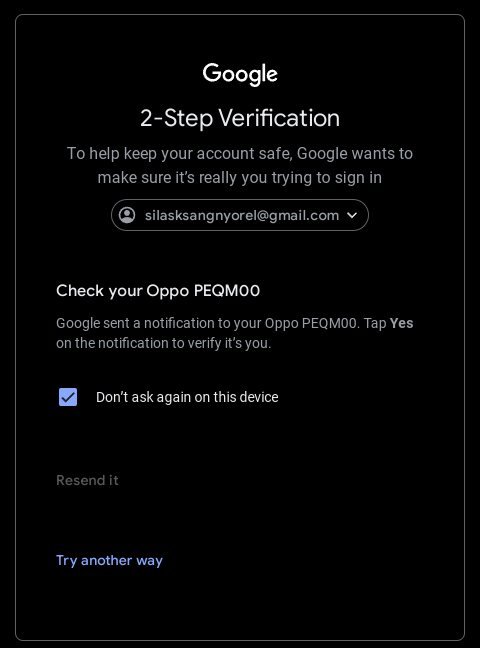 Google
2-Step Verification
To help keep your account safe, Google wants to
make sure it’s really you trying to sign in
silasksangnyorel@gmail.com
Check your Oppo PEQM00
Google sent a notification to your Oppo PEQM00. Tap Yes
on the notification to verify it’s you.
Don’t ask again on this device
Resend it
Try another way